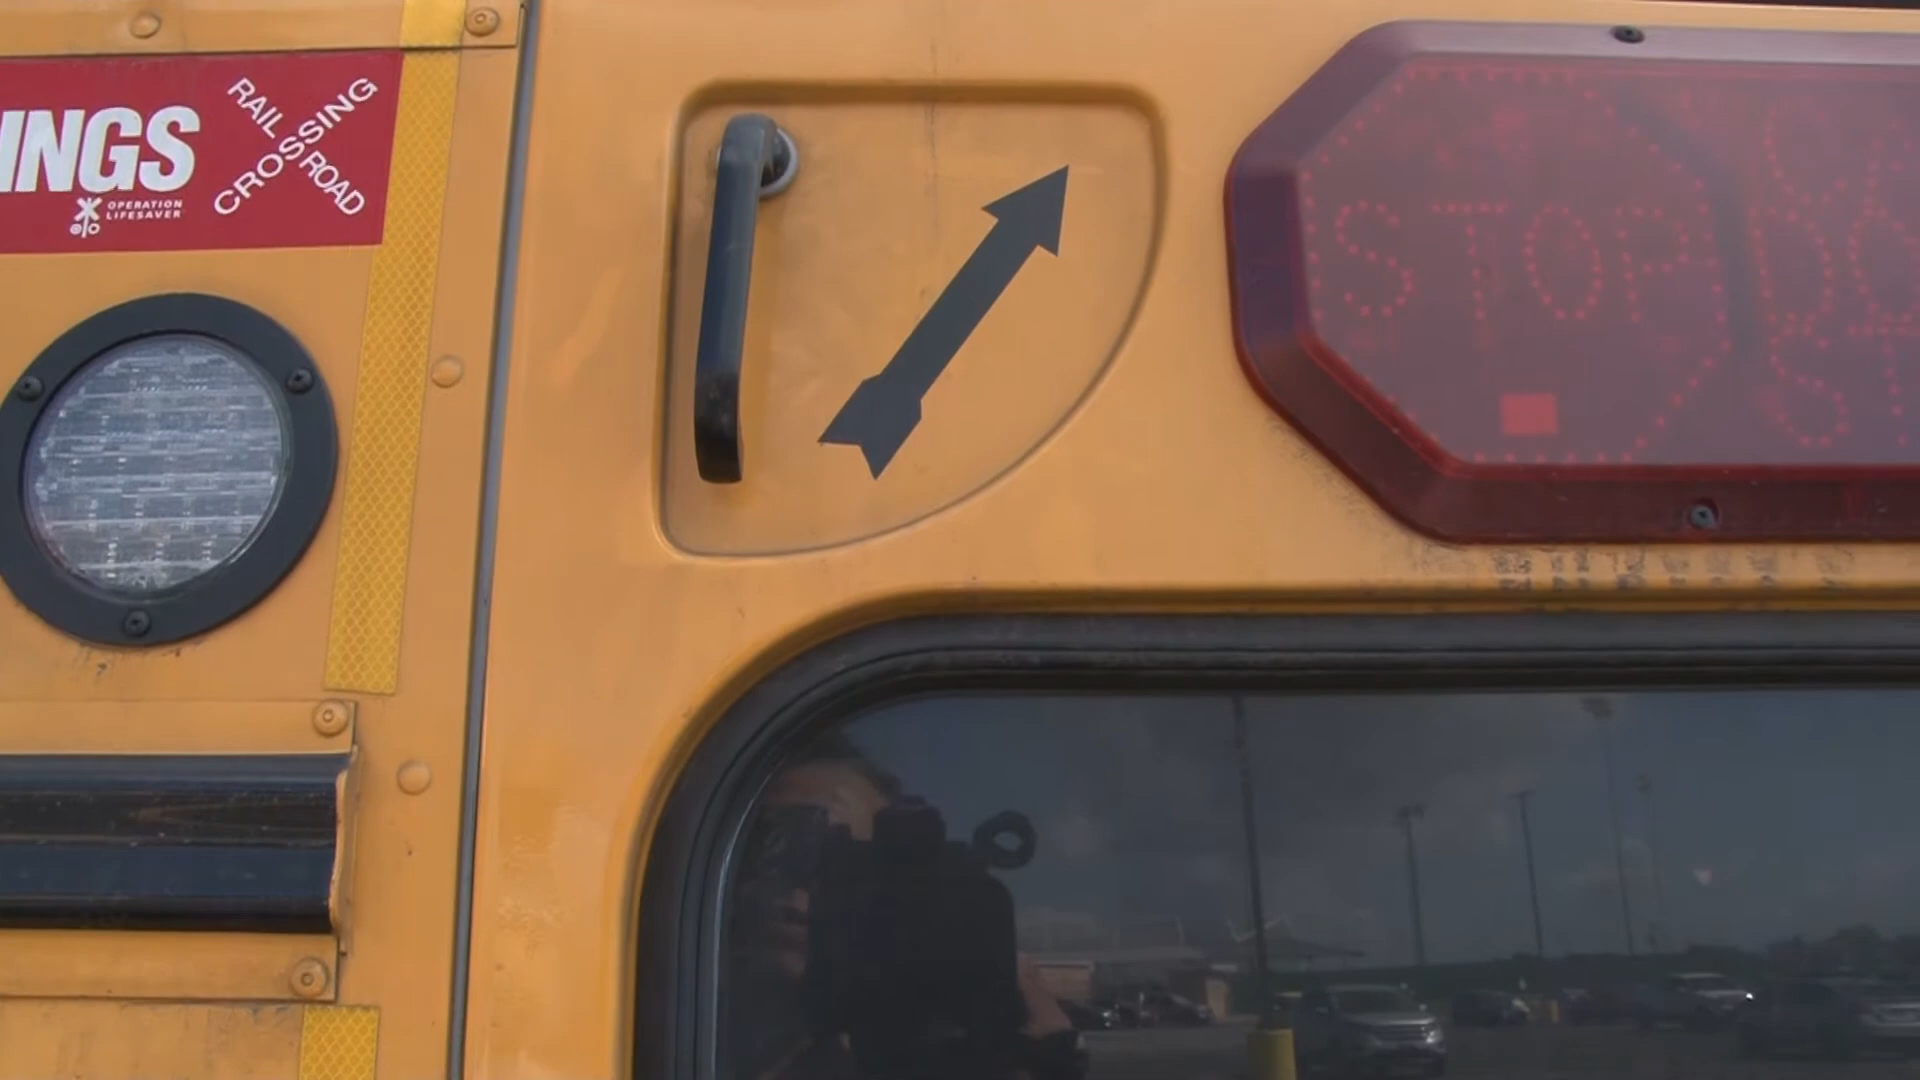 INGS
RAIL ROAD
CROSSING
OPERATION
LIFESAVER
STOP